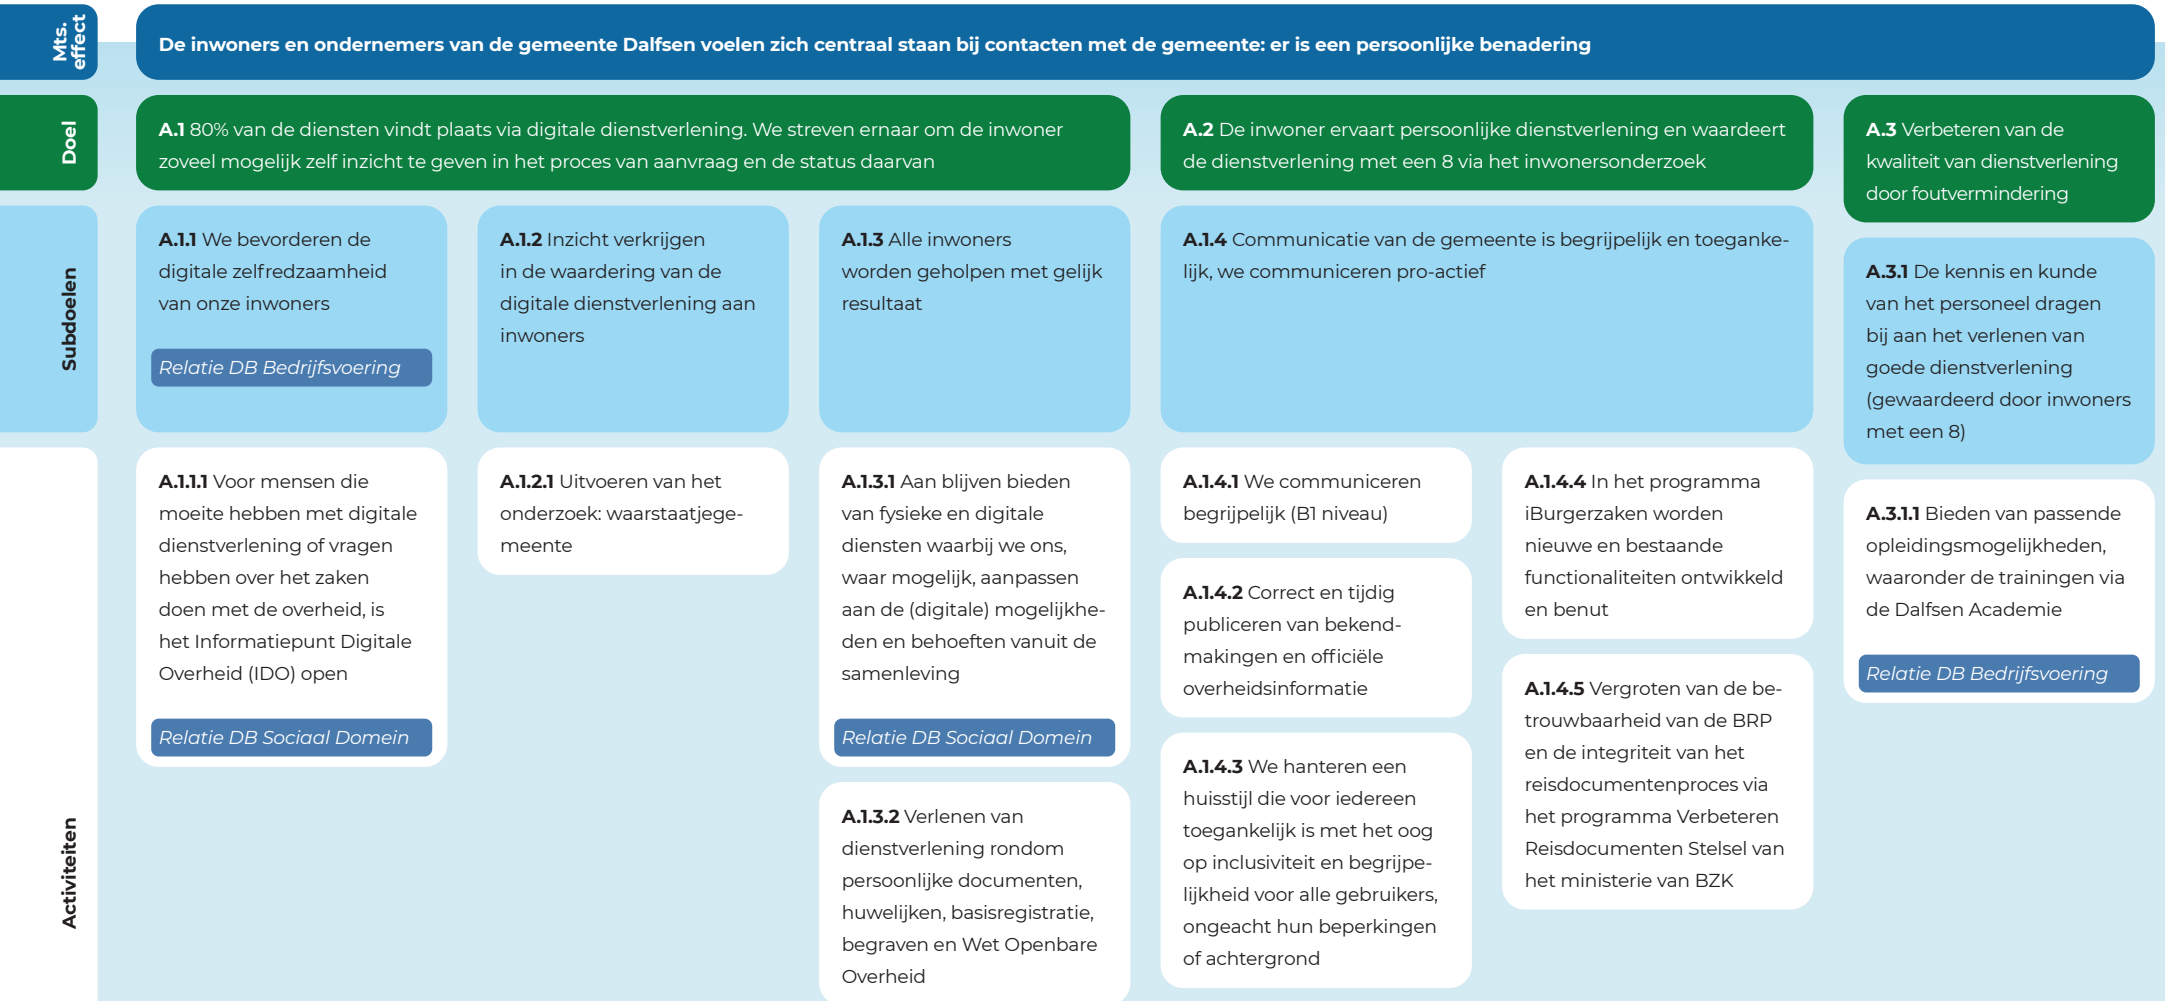 Mts.
effect
De inwoners en ondernemers van de gemeente Dalfsen voelen zich centraal staan bij contacten met de gemeente: er is een persoonlijke benadering
Doel
A.1 80% van de diensten vindt plaats via digitale dienstverlening. We streven ernaar om de inwoner
zoveel mogelijk zelf inzicht te geven in het proces van aanvraag en de status daarvan
A.2 De inwoner ervaart persoonlijke dienstverlening en waardeert
de dienstverlening met een 8 via het inwonersonderzoek
A.3 Verbeteren van de
kwaliteit van dienstverlening
door foutvermindering
Subdoelen
A.1.1 We bevorderen de
digitale zelfredzaamheid
van onze inwoners
Relatie DB Bedrijfsvoering
A.1.2 Inzicht verkrijgen
in de waardering van de
digitale dienstverlening aan
inwoners
A.1.3 Alle inwoners
worden geholpen met gelijk
resultaat
A.1.4 Communicatie van de gemeente is begrijpelijk en toeganke-
lijk, we communiceren pro-actief
A.3.1 De kennis en kunde
van het personeel dragen
bij aan het verlenen van
goede dienstverlening
(gewaardeerd door inwoners
met een 8)
Activiteiten
A.1.1.1 Voor mensen die
moeite hebben met digitale
dienstverlening of vragen
hebben over het zaken
doen met de overheid, is
het Informatiepunt Digitale
Overheid (IDO) open
Relatie DB Sociaal Domein
A.1.2.1 Uitvoeren van het
onderzoek: waarstaatjege-
meente
A.1.3.1 Aan blijven bieden
van fysieke en digitale
diensten waarbij we ons,
waar mogelijk, aanpassen
aan de (digitale) mogelijkhe-
den en behoeften vanuit de
samenleving
Relatie DB Sociaal Domein
A.1.3.2 Verlenen van
dienstverlening rondom
persoonlijke documenten,
huwelijken, basisregistratie,
begraven en Wet Openbare
Overheid
A.1.4.1 We communiceren
begrijpelijk (B1 niveau)
A.1.4.2 Correct en tijdig
publiceren van bekend-
makingen en officiële
overheidsinformatie
A.1.4.3 We hanteren een
huisstijl die voor iedereen
toegankelijk is met het oog
op inclusiviteit en begrijpe-
lijkheid voor alle gebruikers,
ongeacht hun beperkingen
of achtergrond
A.1.4.4 In het programma
iBurgerzaken worden
nieuwe en bestaande
functionaliteiten ontwikkeld
en benut
A.1.4.5 Vergroten van de be-
trouwbaarheid van de BRP
en de integriteit van het
reisdocumentenproces via
het programma Verbeteren
Reisdocumenten Stelsel van
het ministerie van BZK
A.3.1.1 Bieden van passende
opleidingsmogelijkheden,
waaronder de trainingen via
de Dalfsen Academie
Relatie DB Bedrijfsvoering